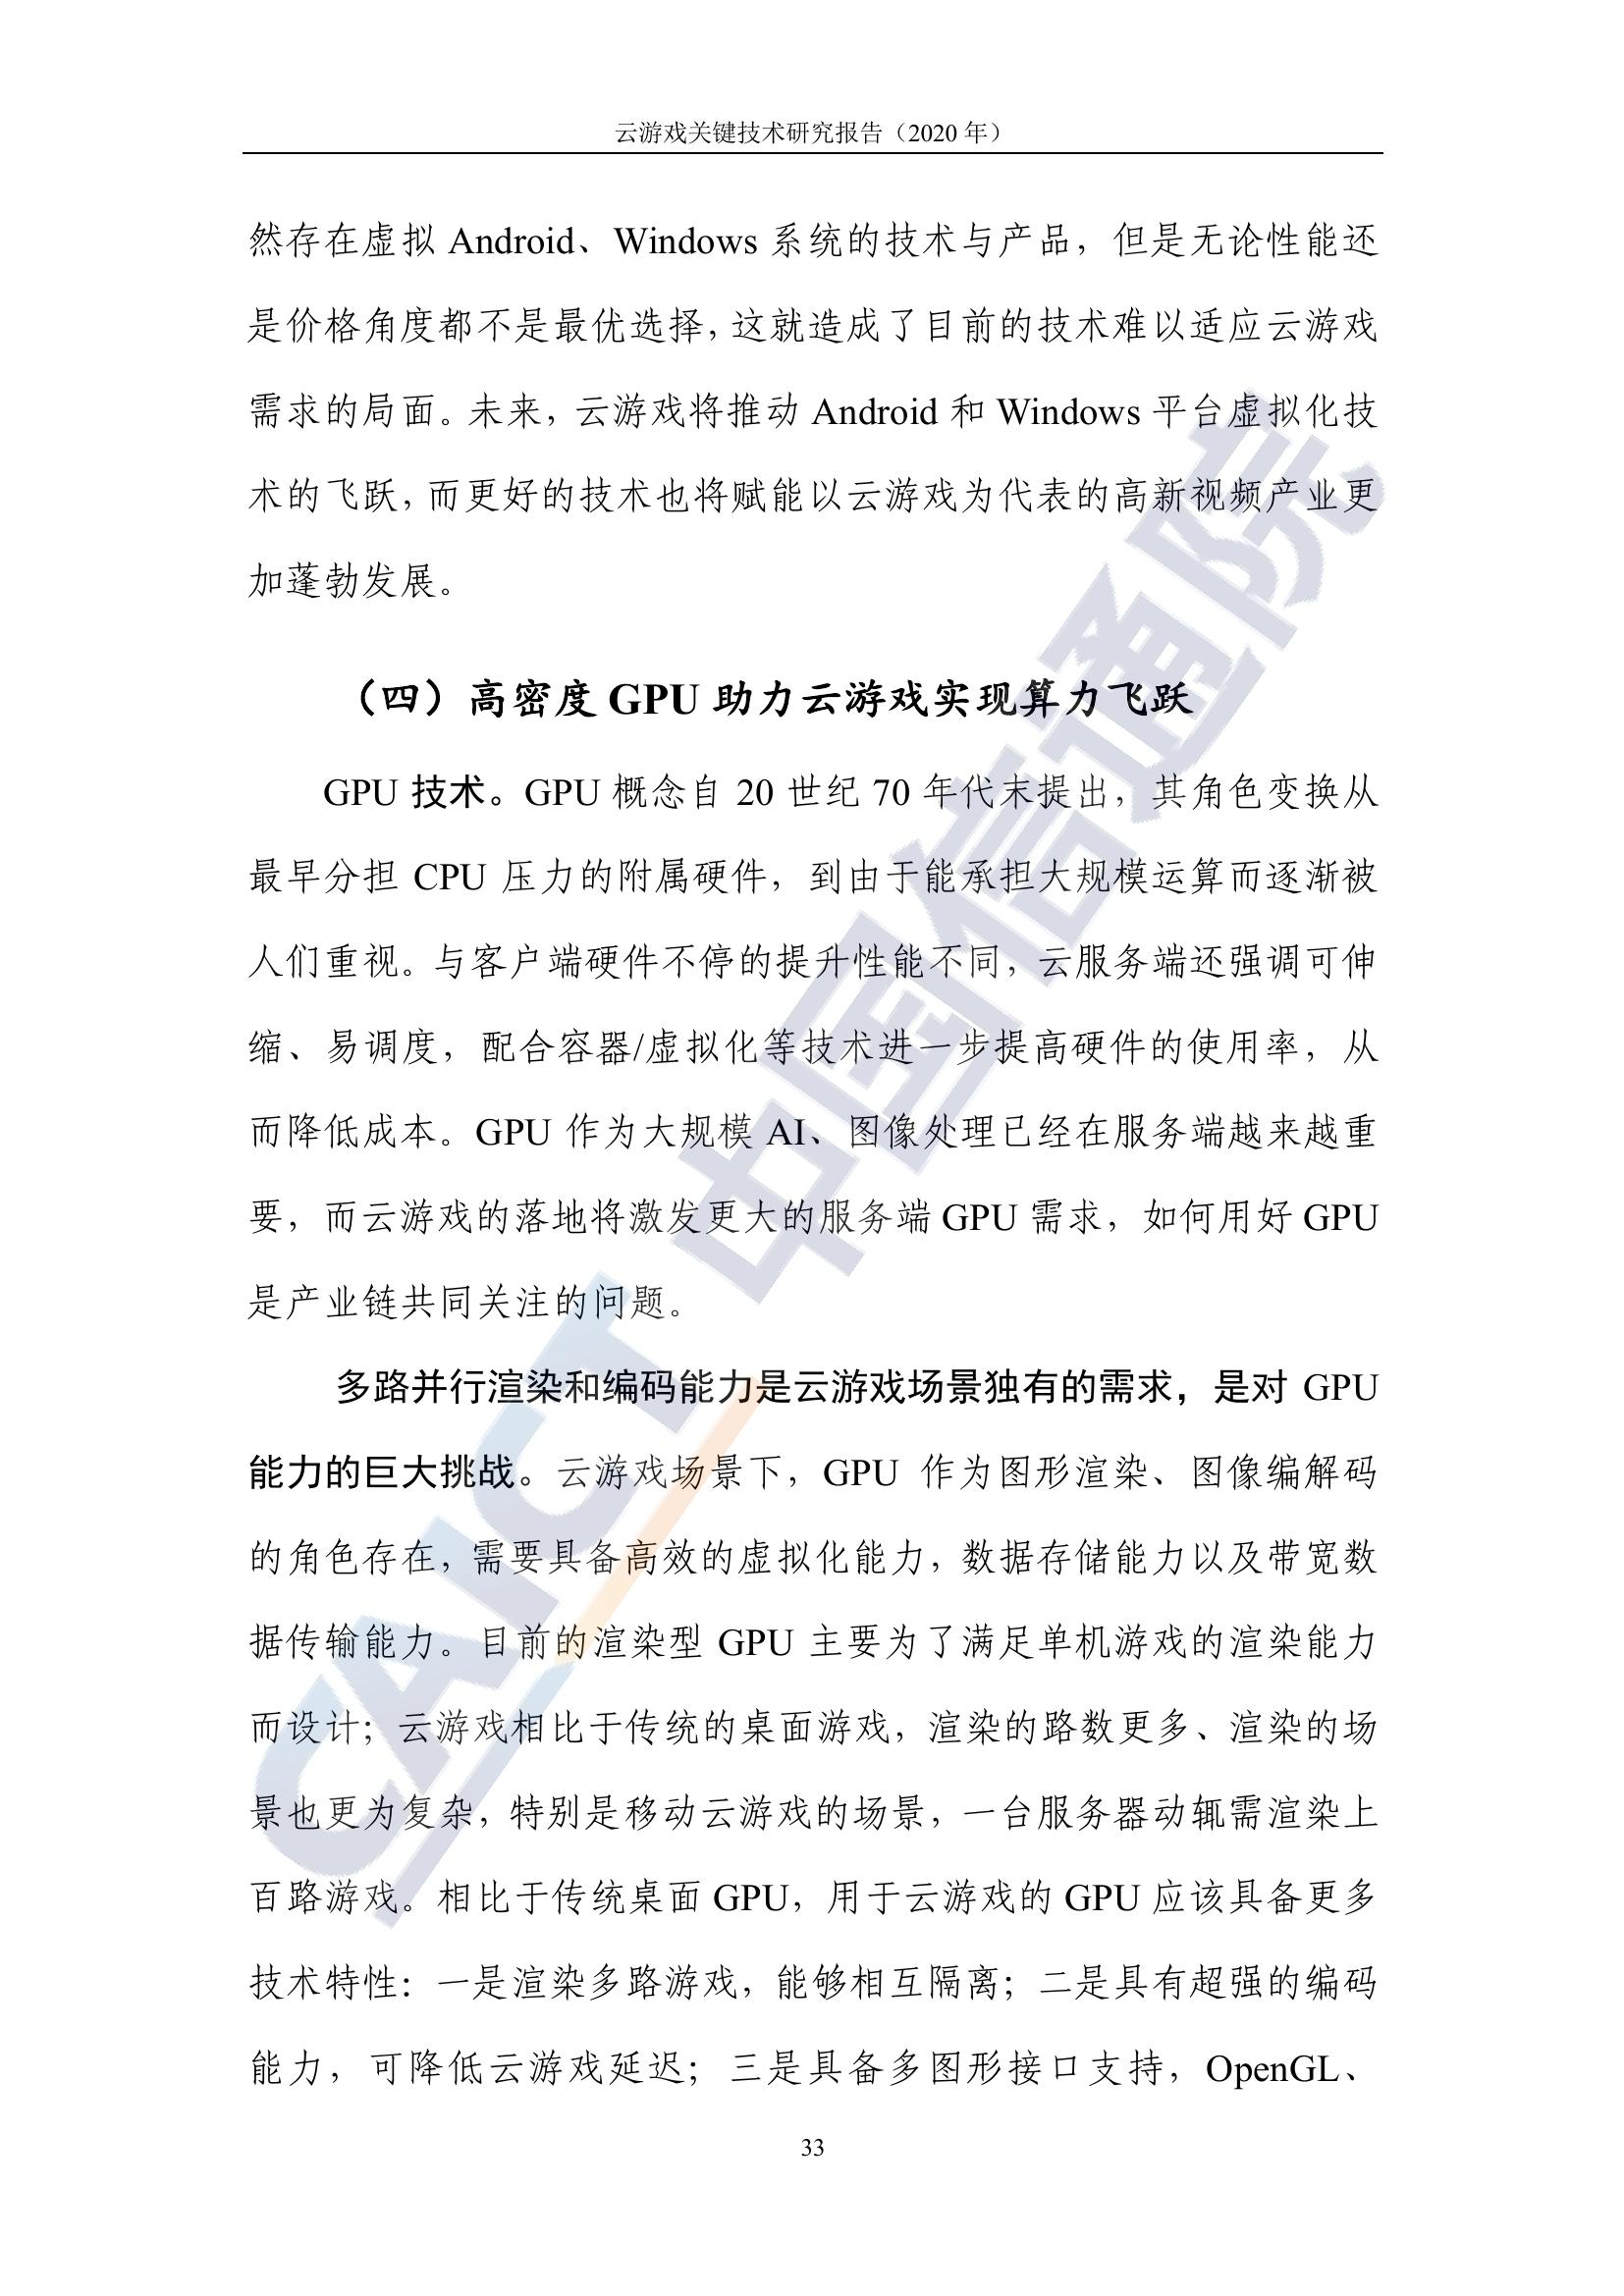 云游戏关键技术研究报告（2020 年）
然存在虚拟 Android、Windows 系统的技术与产品，但是无论性能还
是价格角度都不是最优选择，这就造成了目前的技术难以适应云游戏
需求的局面。未来，云游戏将推动 Android 和 Windows 平台虚拟化技
术的飞跃，而更好的技术也将赋能以云游戏为代表的高新视频产业更
加蓬勃发展。
（四）高密度 GPU 助力云游戏实现算力飞跃
GPU 技术。GPU 概念自 20 世纪 70 年代末提出，其角色变换从
最早分担 CPU 压力的附属硬件，到由于能承担大规模运算而逐渐被
人们重视。与客户端硬件不停的提升性能不同，云服务端还强调可伸
缩、易调度，配合容器/虚拟化等技术进一步提高硬件的使用率，从
而降低成本。GPU 作为大规模 AI、图像处理已经在服务端越来越重
要，而云游戏的落地将激发更大的服务端 GPU 需求，如何用好 GPU
是产业链共同关注的问题。
多路并行渲染和编码能力是云游戏场景独有的需求，是对 GPU
能力的巨大挑战。云游戏场景下，GPU 作为图形渲染、图像编解码
的角色存在，需要具备高效的虚拟化能力，数据存储能力以及带宽数
据传输能力。目前的渲染型 GPU 主要为了满足单机游戏的渲染能力
而设计；云游戏相比于传统的桌面游戏，渲染的路数更多、渲染的场
景也更为复杂，特别是移动云游戏的场景，一台服务器动辄需渲染上
百路游戏。相比于传统桌面 GPU，用于云游戏的 GPU 应该具备更多
技术特性：一是渲染多路游戏，能够相互隔离；二是具有超强的编码
能力，可降低云游戏延迟；三是具备多图形接口支持，OpenGL、
33
CAICT 中国信通院